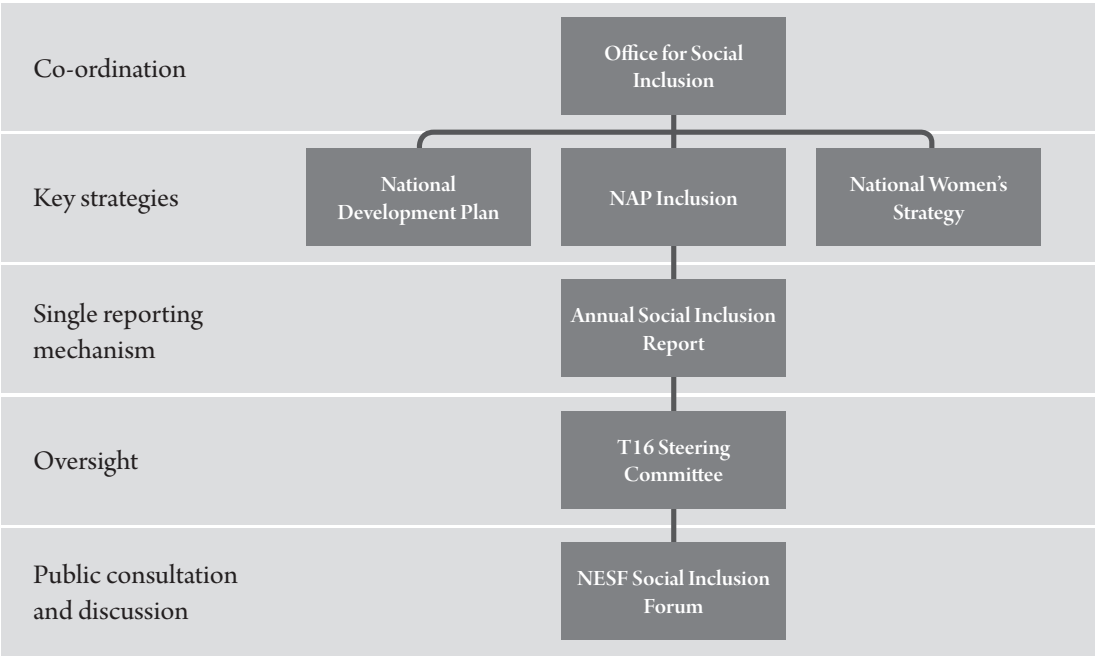 Co-ordination
Office for Social
Inclusion
Key strategies
National
Development Plan
NAP Inclusion
National Women’s
Strategy
Single reporting
mechanism
Annual Social Inclusion
Report
Oversight
T16 Steering
Committee
Public consultation
and discussion
NESF Social Inclusion
Forum